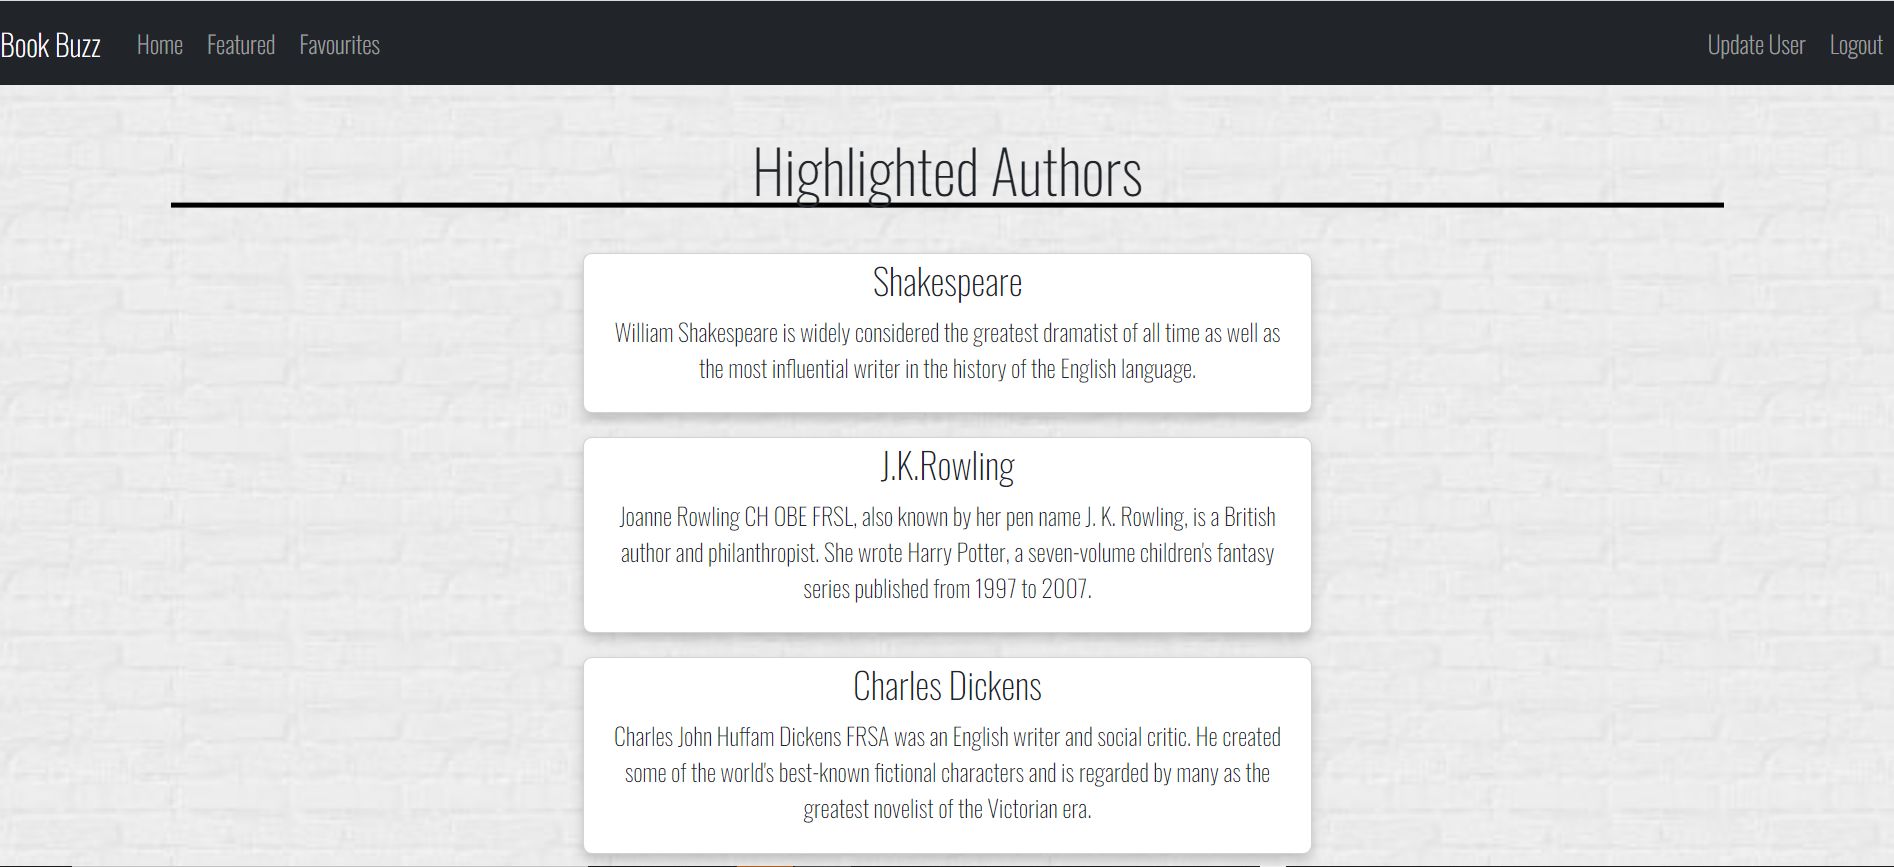 Book Buzz Home Featured Favourites Update User Logout
Highlighted Authors
Shakespeare
William Shakespeare is widely considered the greatest dramatist of all time as well as
the most influential writer in the history of the English language.
J.K.Rowling
Joanne Rowling CH OBE FRSL, also known by her pen name J. K. Rowling, is a British
author and philanthropist. She wrote Harry Potter, a seven-volume children's fantasy
series published from 1997 to 2007.
Charles Dickens
Charles John Huffam Dickens FRSA was an English writer and social critic. He created
some of the world's best-known fictional characters and is regarded by many as the
greatest novelist of the Victorian era.